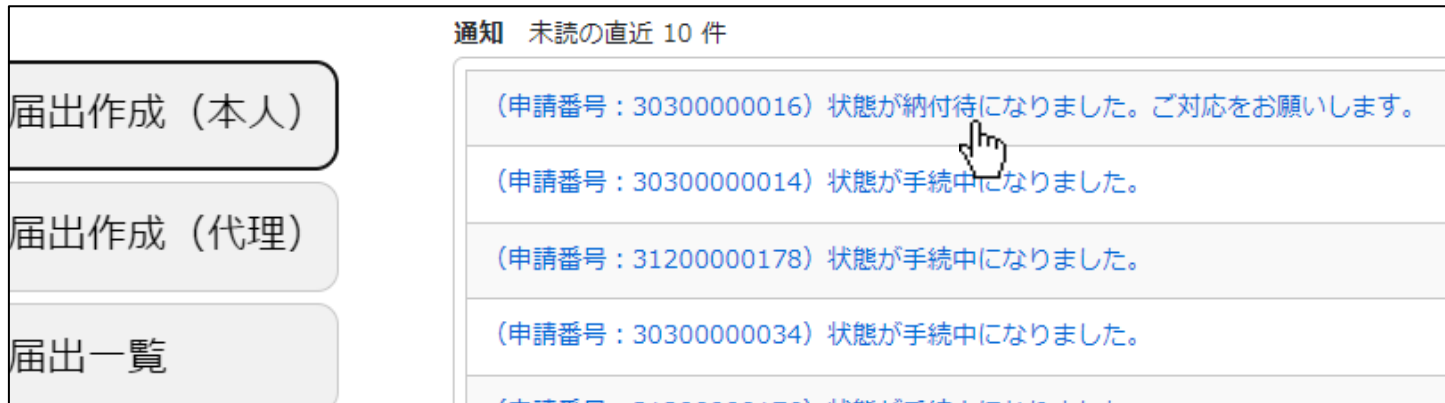 通知 未読の直近 10 件
届出作成（本人）
届出作成（代理）
届出一覧
（申請番号：30300000016）状態が納付待になりました。ご対応をお願いします。
（申請番号：30300000014）状態が手続中になりました。
（申請番号：31200000178）状態が手続中になりました。
（申請番号：30300000034）状態が手続中になりました。